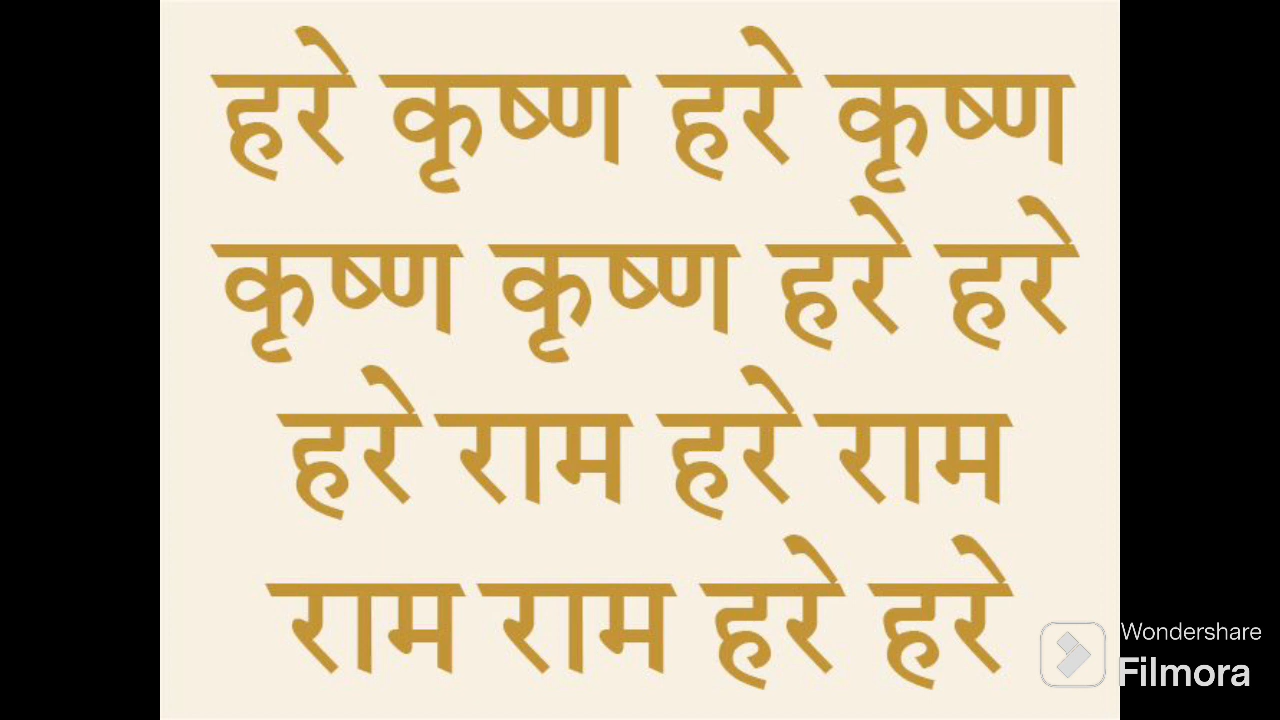 हरे कृष्ण हरे कृष्ण
कृष्ण कृष्ण हरे हरे
हरे राम हरे राम
राम राम हरे हरे
Wondershare
Filmora